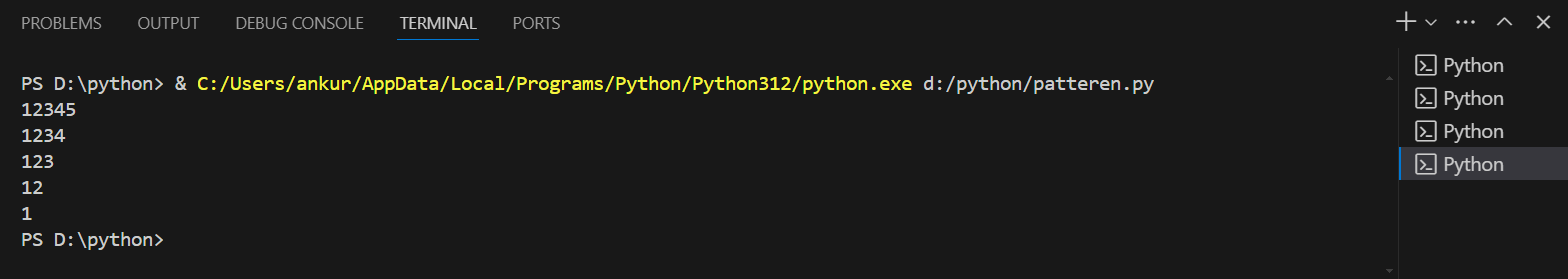 PROBLEMS OUTPUT DEBUG CONSOLE TERMINAL PORTS
PS D:\python> & C:/Users/ankur/AppData/Local/Programs/Python/Python312/python.exe d:/python/patteren.py
12345
1234
123
12
1
PS D:\python>
Python
Python
Python
Python